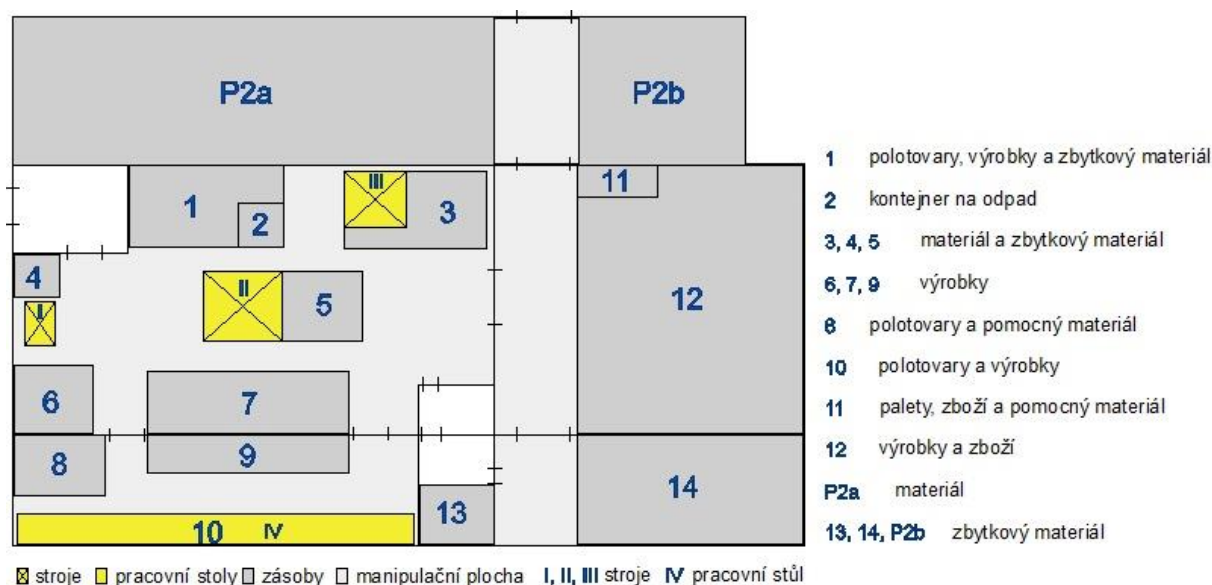 P2a
P2b
1
2
III
3
11
4
I
II
5
12
6
7
8
9
10 IV
13
14
1 polotovary, výrobky a zbytkový materiál
2 kontejner na odpad
3, 4, 5 materiál a zbytkový materiál
6, 7, 9 výrobky
8 polotovary a pomocný materiál
10 polotovary a výrobky
11 palety, zboží a pomocný materiál
12 výrobky a zboží
P2a materiál
13, 14, P2b zbytkový materiál
stroje pracovní stoly zásoby manipulační plocha I, II, III stroje IV pracovní stůl